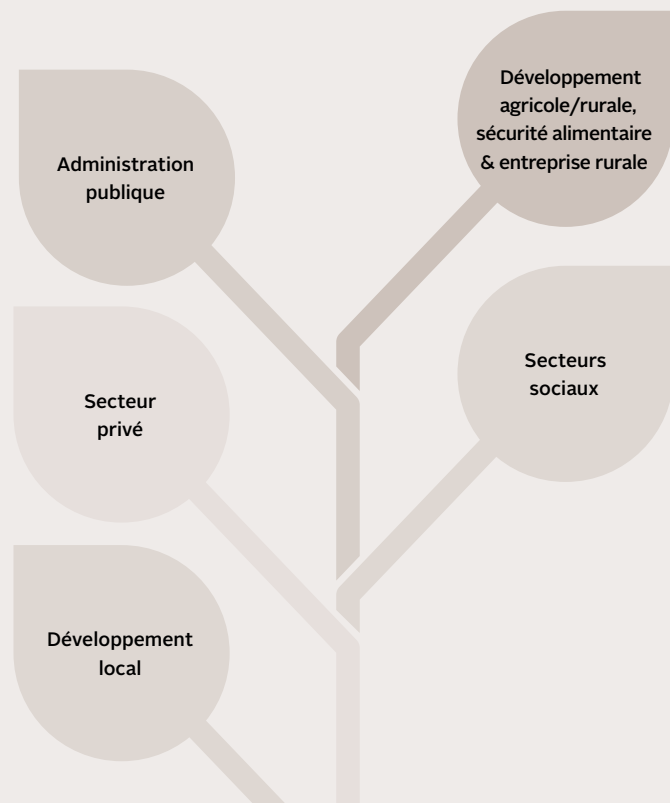 Développement
agricole/rurale,
sécurité alimentaire
& entreprise rurale
Administration
publique
Secteurs
sociaux
Secteur
privé
Développement
local